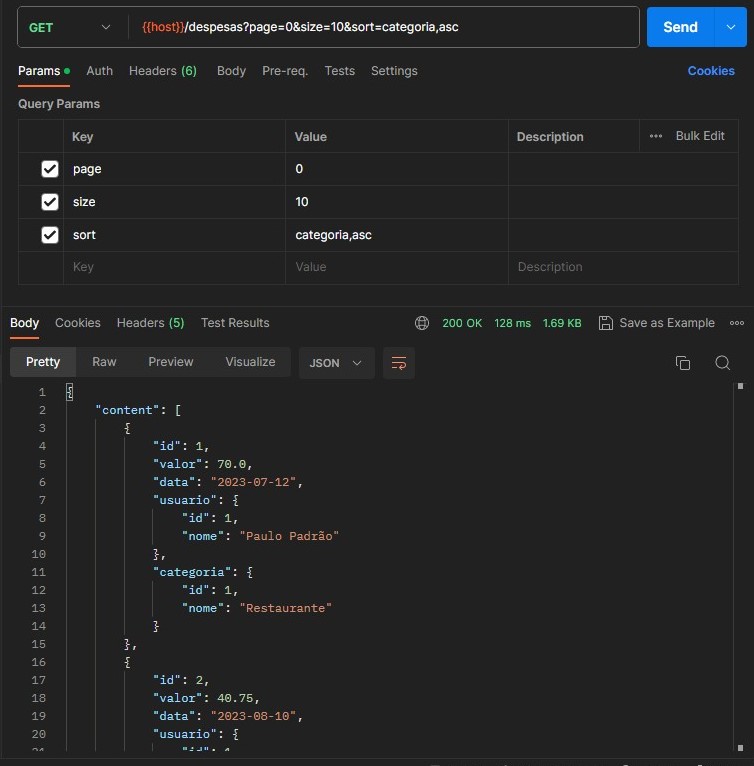 GET {{host}}/despesas?page=0&size=10&sort=categoria,asc Send
Params Auth Headers (6) Body Pre-req. Tests Settings Cookies
Query Params
Key Value Description Bulk Edit
page 0
size 10
sort categoria,asc
Key Value Description
Body Cookies Headers (5) Test Results 200 OK 128 ms 1.69 KB Save as Example
Pretty Raw Preview Visualize JSON
1 {
2 "content": [
3 {
4 "id": 1,
5 "valor": 70.0,
6 "data": "2023-07-12",
7 "usuario": {
8 "id": 1,
9 "nome": "Paulo Padrão"
10 },
11 "categoria": {
12 "id": 1,
13 "nome": "Restaurante"
14 }
15 },
16 {
17 "id": 2,
18 "valor": 40.75,
19 "data": "2023-08-10",
20 "usuario": {
21 "id": 1